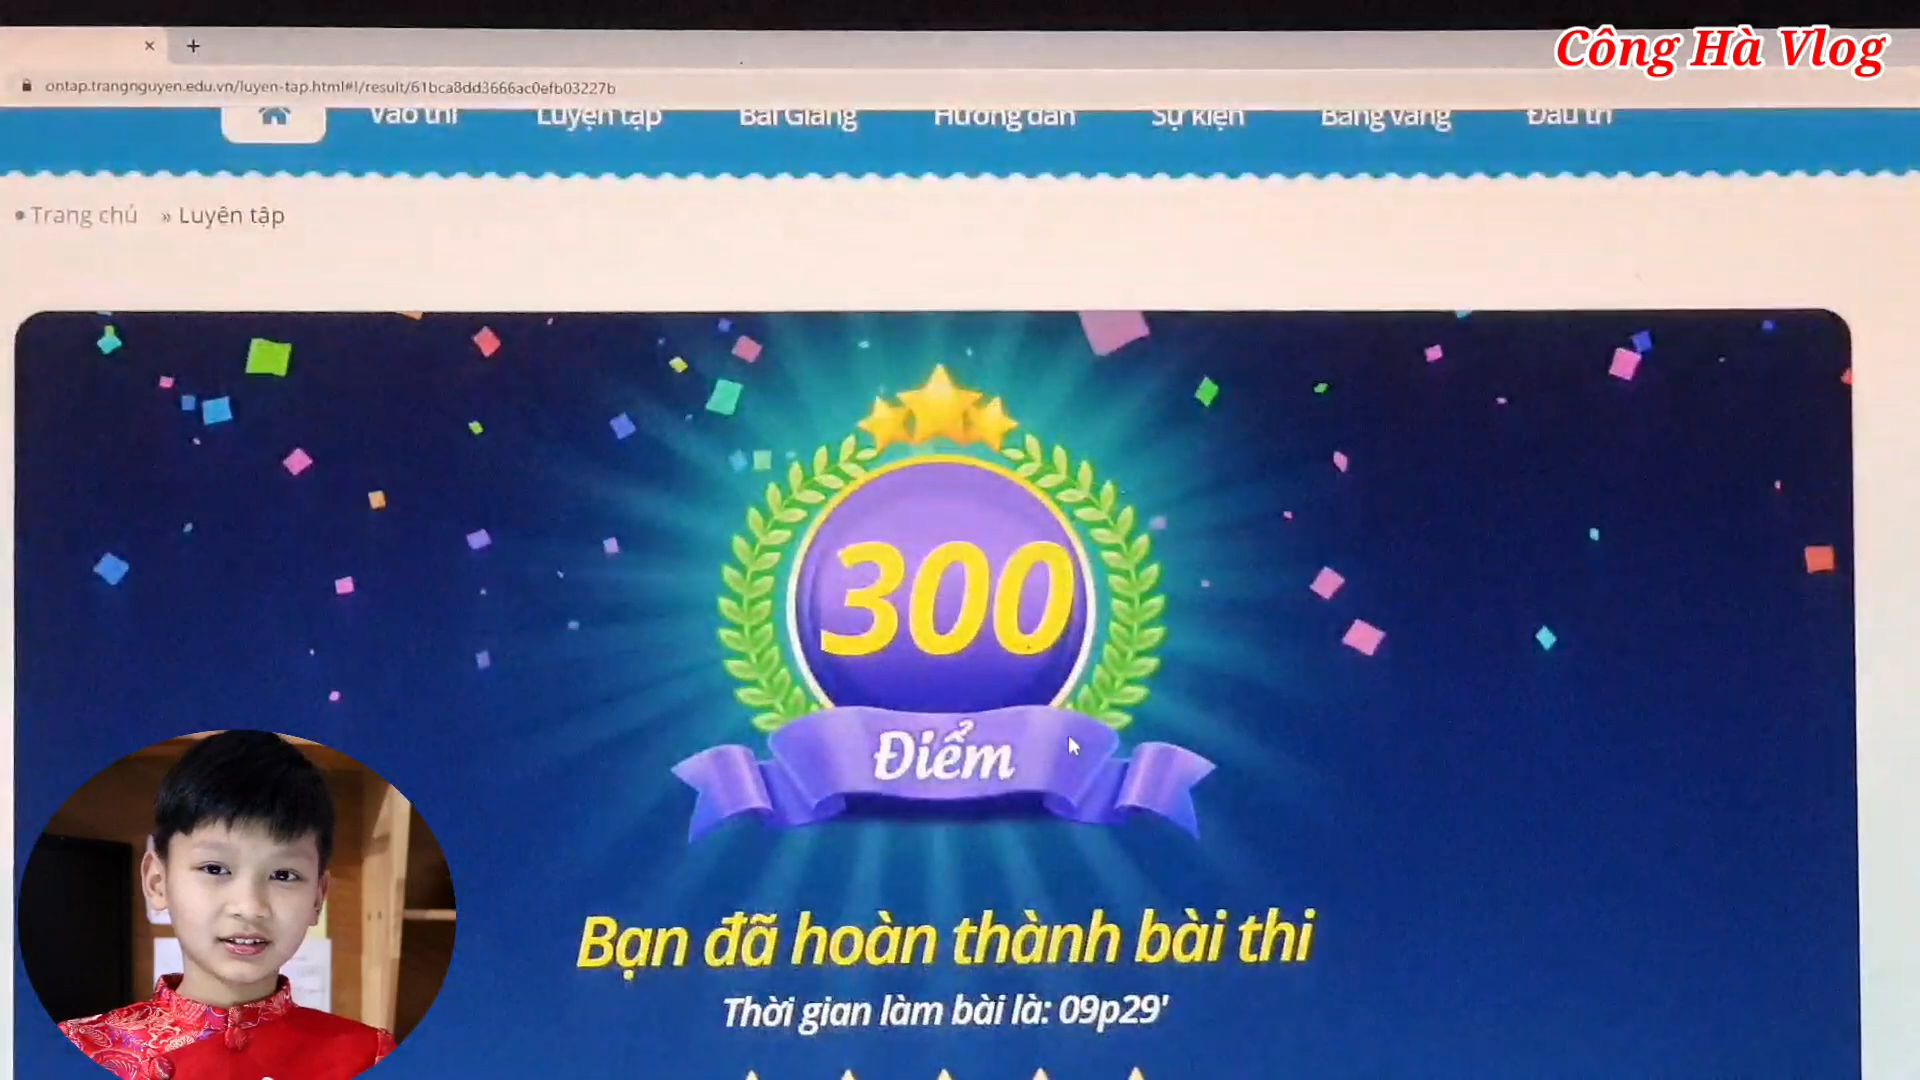 Công Hà Vlog
ontap.trangnguyen.edu.vn/luyen-tap.html#!/result/61bca8dd3666ac0efb03227b
Vào thi Luyện tập Bài Giảng Hướng dẫn Sự kiện Bảng vàng Đấu trí
Trang chủ » Luyện tập
300
Điểm
Bạn đã hoàn thành bài thi
Thời gian làm bài là: 09p29'